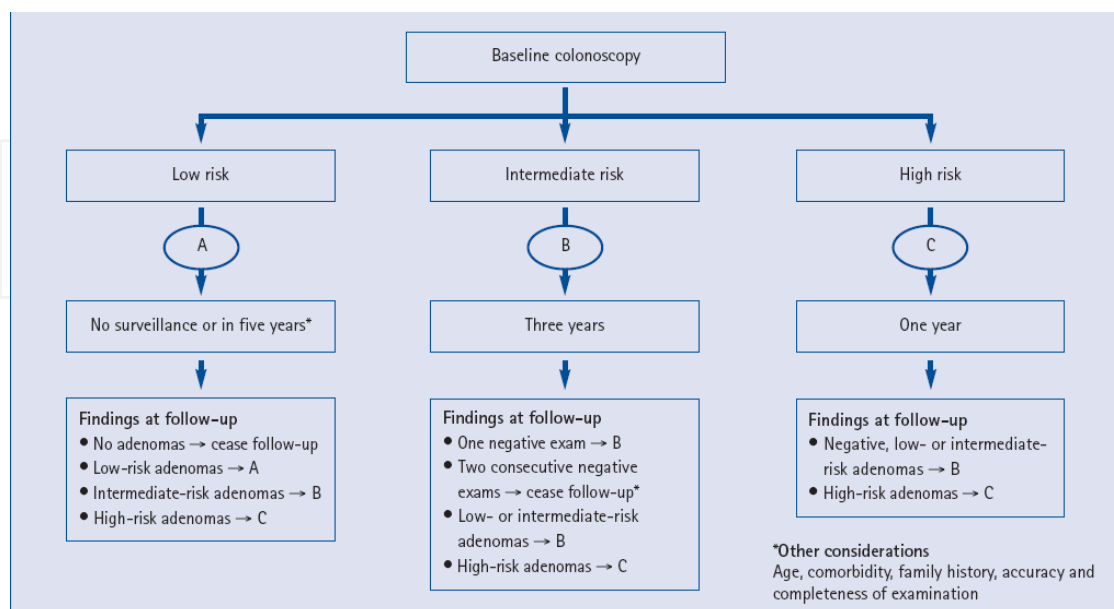 Baseline colonoscopy
Low risk
Intermediate risk
High risk
A
B
C
No surveillance or in five years*
Three years
One year
Findings at follow-up
● No adenomas → cease follow-up
● Low-risk adenomas → A
● Intermediate-risk adenomas → B
● High-risk adenomas → C
Findings at follow-up
● One negative exam → B
● Two consecutive negative
exams → cease follow-up*
● Low- or intermediate-risk
adenomas → B
● High-risk adenomas → C
Findings at follow-up
● Negative, low- or intermediate-
risk adenomas → B
● High-risk adenomas → C
*Other considerations
Age, comorbidity, family history, accuracy and
completeness of examination